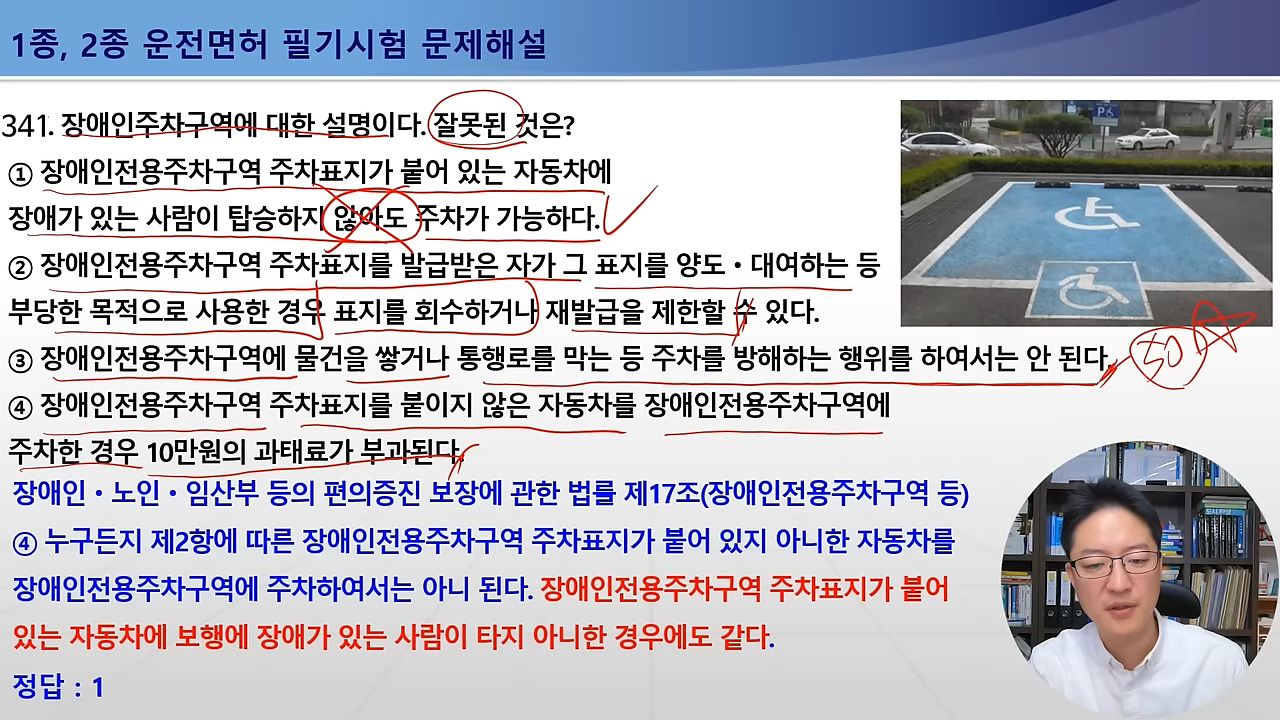 1종, 2종 운전면허 필기시험 문제해설
341. 장애인주차구역에 대한 설명이다. 잘못된 것은?
① 장애인전용주차구역 주차표지가 붙어 있는 자동차에
장애가 있는 사람이 탑승하지 않아도 주차가 가능하다.
② 장애인전용주차구역 주차표지를 발급받은 자가 그 표지를 양도・대여하는 등
부당한 목적으로 사용한 경우 표지를 회수하거나 재발급을 제한할 수 있다.
③ 장애인전용주차구역에 물건을 쌓거나 통행로를 막는 등 주차를 방해하는 행위를 하여서는 안 된다.
50
④ 장애인전용주차구역 주차표지를 붙이지 않은 자동차를 장애인전용주차구역에
주차한 경우 10만원의 과태료가 부과된다.
장애인・노인・임산부 등의 편의증진 보장에 관한 법률 제17조(장애인전용주차구역 등)
④ 누구든지 제2항에 따른 장애인전용주차구역 주차표지가 붙어 있지 아니한 자동차를
장애인전용주차구역에 주차하여서는 아니 된다. 장애인전용주차구역 주차표지가 붙어
있는 자동차에 보행에 장애가 있는 사람이 타지 아니한 경우에도 같다.
정답 : 1